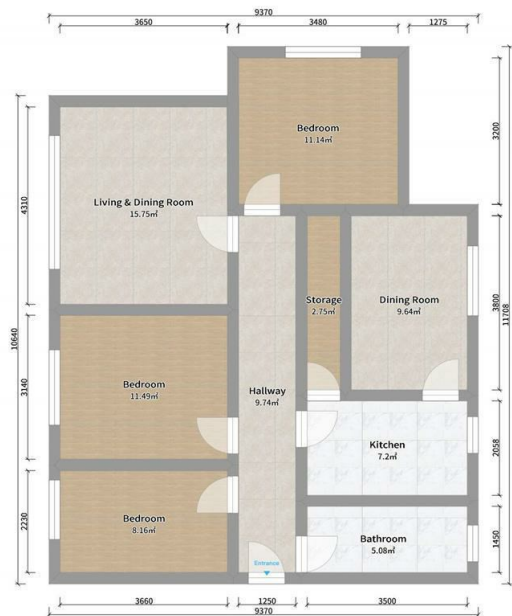 9370
3650
3480
1275
Bedroom
11.14㎡
3200
4310
Living & Dining Room
15.75㎡
Storage
2.75㎡
Dining Room
9.64㎡
3800
11708
10640
3140
Bedroom
11.49㎡
Hallway
9.74㎡
Kitchen
7.2㎡
2058
2230
Bedroom
8.16㎡
Bathroom
5.08㎡
1450
Entrance
3660
1250
3500
9370